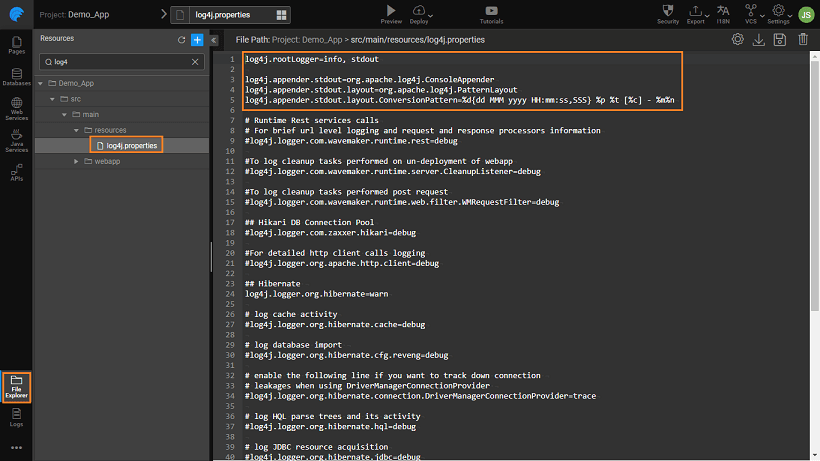 Project: Demo_App
log4j.properties
Preview
Deploy
Tutorials
Security
Export
I18N
VCS
Settings
JS
Pages
Databases
Web
Services
Java
Services
APIs
File
Explorer
Logs
Resources
log4
Demo_App
src
main
resources
log4j.properties
webapp
File Path: Project: Demo_App > src/main/resources/log4j.properties
1 log4j.rootLogger=info, stdout
2
3 log4j.appender.stdout=org.apache.log4j.ConsoleAppender
4 log4j.appender.stdout.layout=org.apache.log4j.PatternLayout
5 log4j.appender.stdout.layout.ConversionPattern=%d{dd MMM yyyy HH:mm:ss,SSS} %p %t [%c] - %m%n
6
7 # Runtime Rest services calls
8 # For brief url level logging and request and response processors information
9 #log4j.logger.com.wavemaker.runtime.rest=debug
10
11 #To log cleanup tasks performed on un-deployment of webapp
12 #log4j.logger.com.wavemaker.runtime.server.CleanupListener=debug
13
14 #To log cleanup tasks performed post request
15 #log4j.logger.com.wavemaker.runtime.web.filter.WMRequestFilter=debug
16
17 ## Hikari DB Connection Pool
18 #log4j.logger.com.zaxxer.hikari=debug
19
20 #For detailed http client calls logging
21 #log4j.logger.org.apache.http.client=debug
22
23 ## Hibernate
24 log4j.logger.org.hibernate=warn
25
26 # log cache activity
27 #log4j.logger.org.hibernate.cache=debug
28
29 # log database import
30 #log4j.logger.org.hibernate.cfg.reveng=debug
31
32 # enable the following line if you want to track down connection
33 # leakages when using DriverManagerConnectionProvider
34 #log4j.logger.org.hibernate.connection.DriverManagerConnectionProvider=trace
35
36 # log HQL parse trees and its activity
37 #log4j.logger.org.hibernate.hql=debug
38
39 # log JDBC resource acquisition
40 #log4j.logger.org.hibernate.jdbc=debug